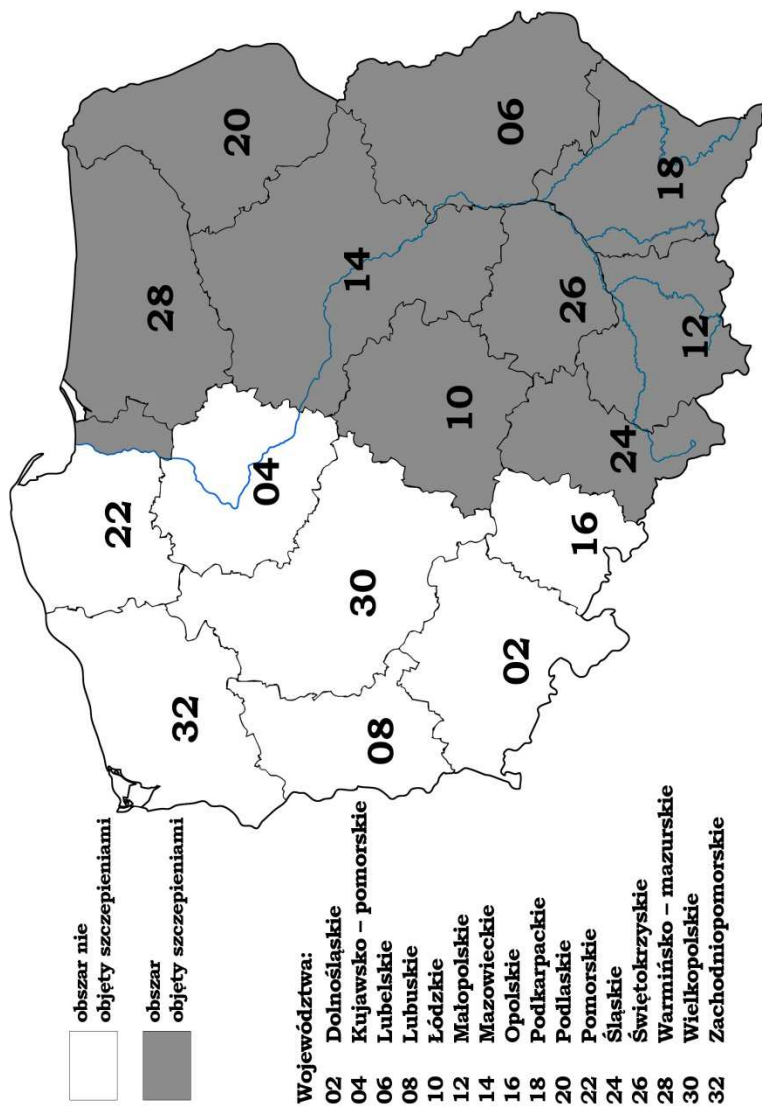 obszar nie
objęty szczepieniami
obszar
objęty szczepieniami
Województwa:
02 Dolnośląskie
04 Kujawsko – pomorskie
06 Lubelskie
08 Lubuskie
10 Łódzkie
12 Małopolskie
14 Mazowieckie
16 Opolskie
18 Podkarpackie
20 Podlaskie
22 Pomorskie
24 Śląskie
26 Świętokrzyskie
28 Warmińsko – mazurskie
30 Wielkopolskie
32 Zachodniopomorskie
32
22
28
20
04
14
08
30
10
06
02
16
26
24
12
18